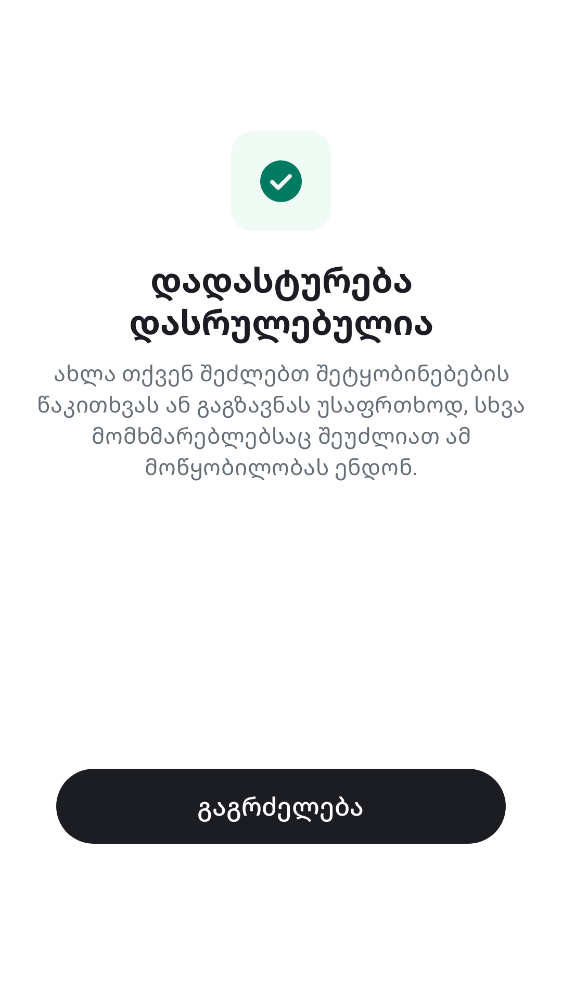 დადასტურება
დასრულებულია
ახლა თქვენ შეძლებთ შეტყობინებების
წაკითხვას ან გაგზავნას უსაფრთხოდ, სხვა
მომხმარებლებსაც შეუძლიათ ამ
მოწყობილობას ენდონ.
გაგრძელება